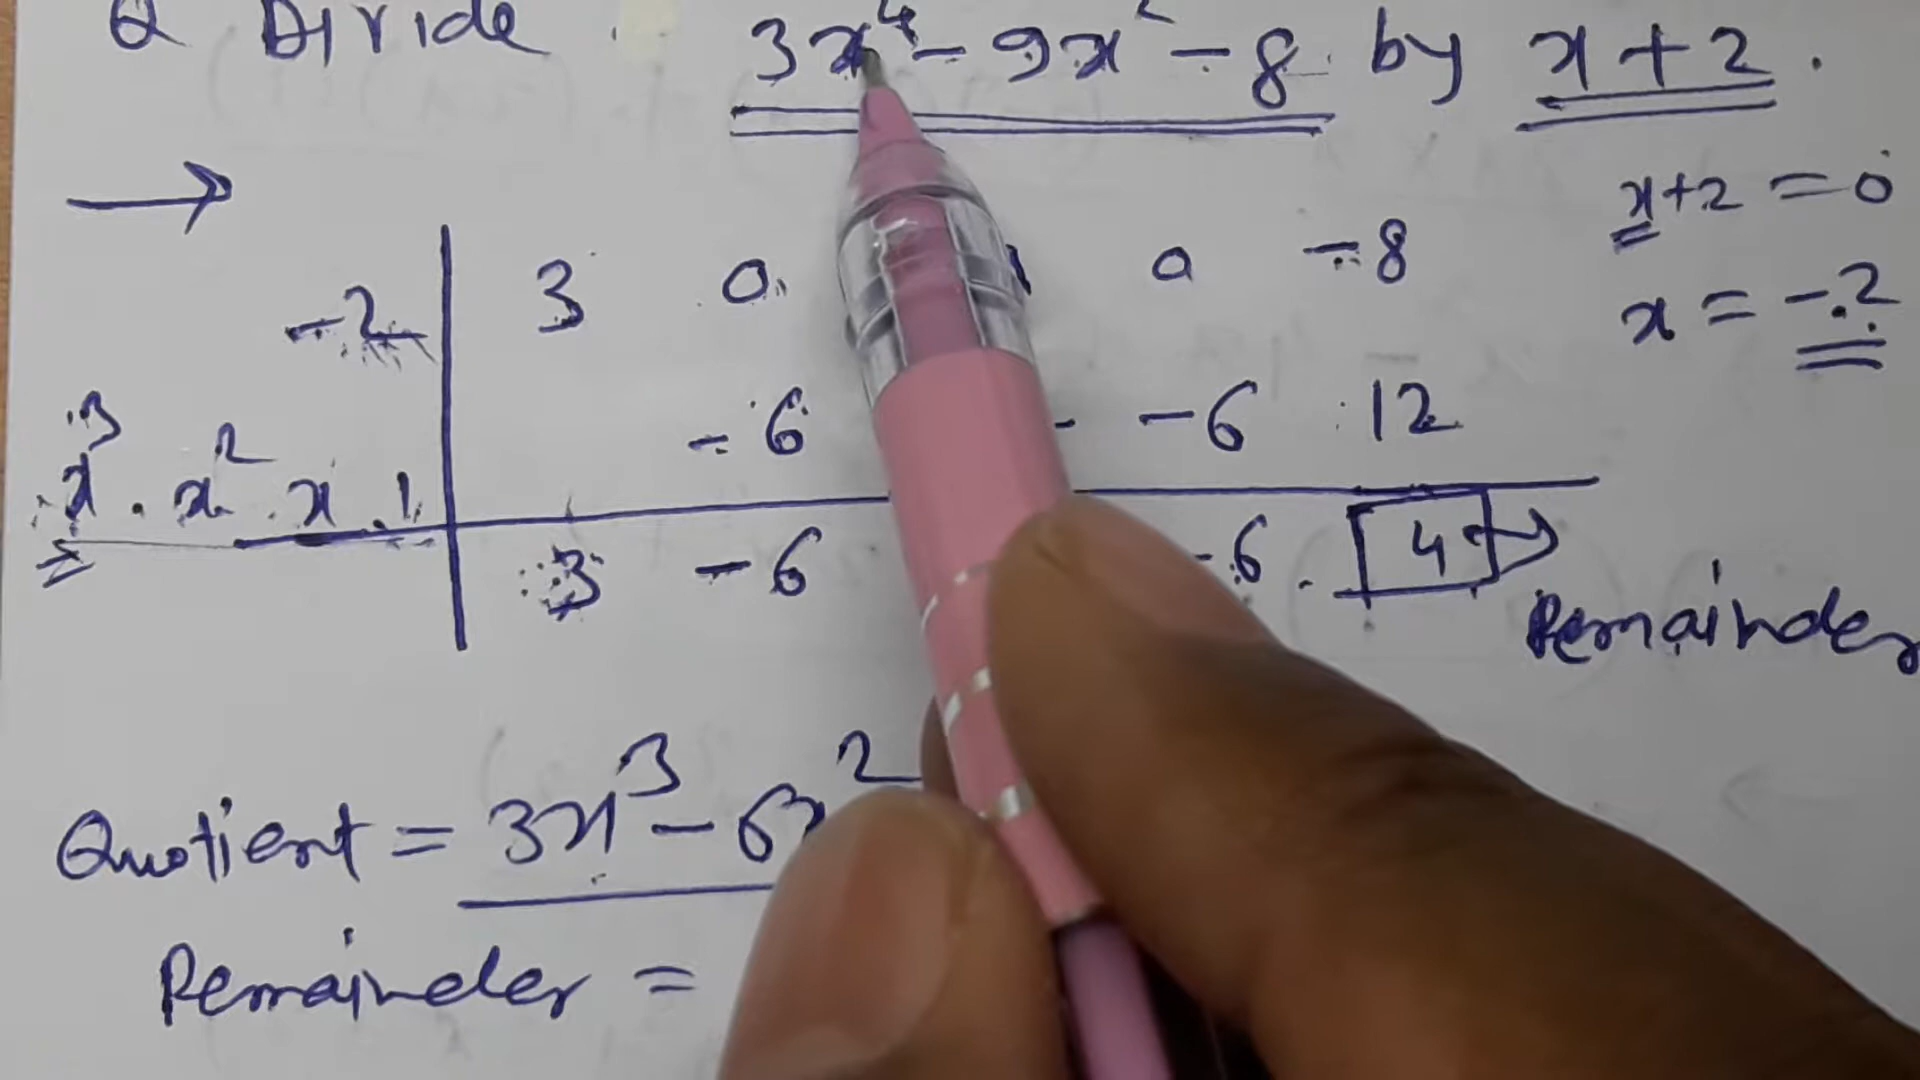 Q Divide 3x⁴ - 9x² - 8 by x + 2 .
x + 2 = 0
-2 3 0 0 -8
x = -2
-6 -6 12
x³ x² x 1
3 -6 -6 4 → Remainder
Quotient = 3x³ - 6x²
Remainder =